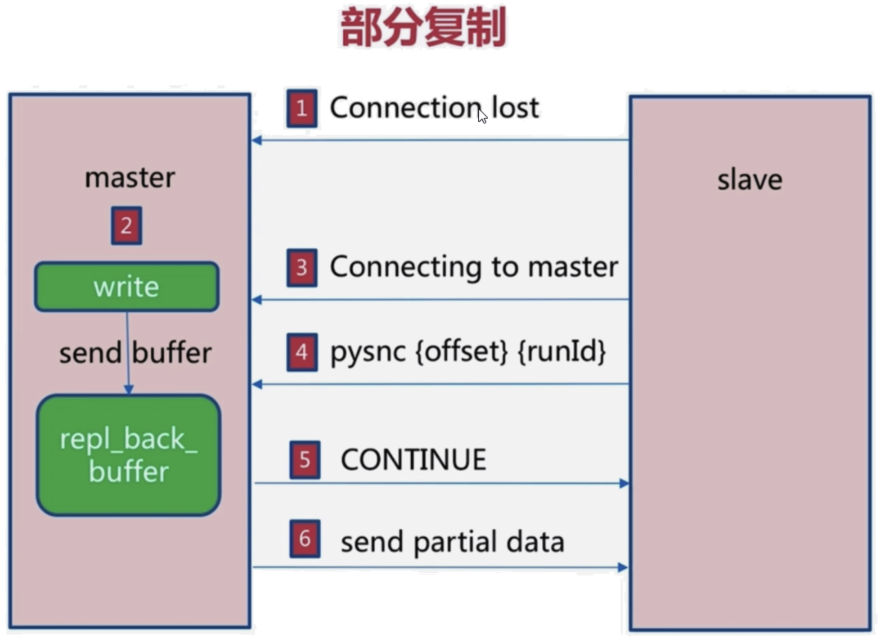 部分复制
1 Connection lost
master
slave
2
3 Connecting to master
write
send buffer
4 pysnc {offset} {runId}
repl_back_
buffer
5 CONTINUE
6 send partial data